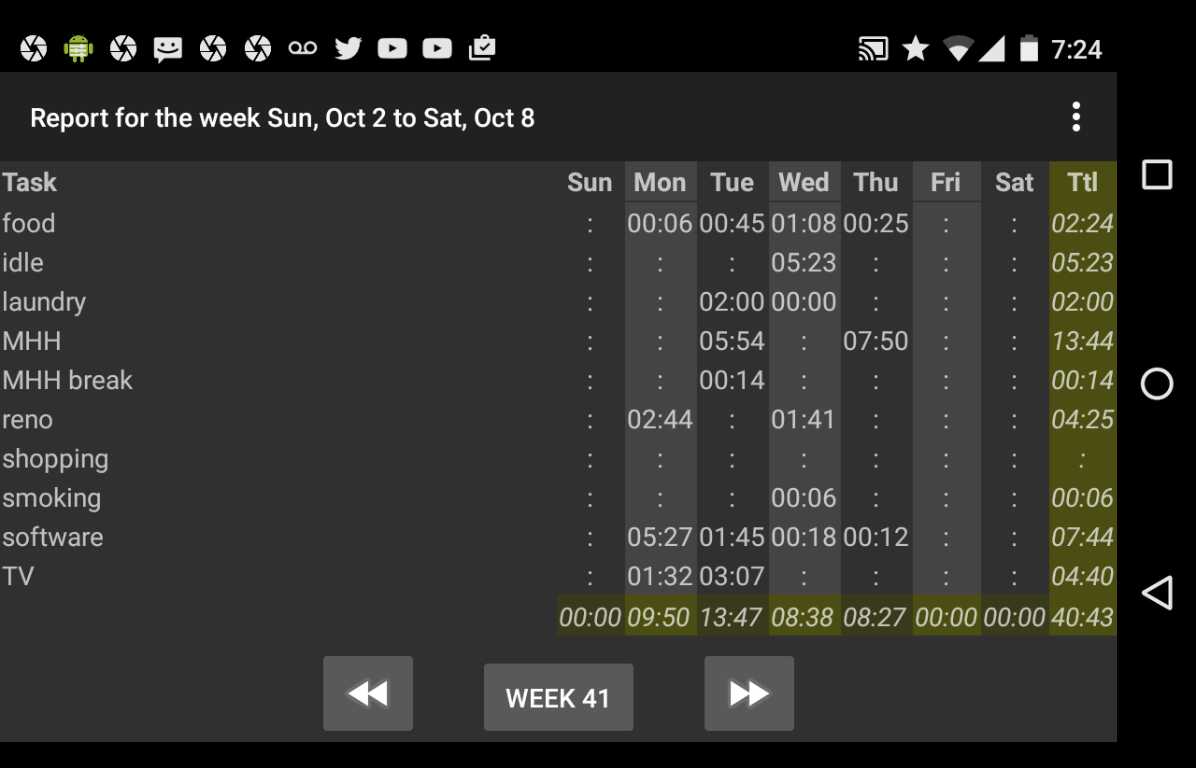 7:24
Report for the week Sun, Oct 2 to Sat, Oct 8
Task Sun Mon Tue Wed Thu Fri Sat Ttl
food : 00:06 00:45 01:08 00:25 : : 02:24
idle : : : 05:23 : : : 05:23
laundry : : 02:00 00:00 : : : 02:00
MHH : : 05:54 : 07:50 : : 13:44
MHH break : : 00:14 : : : : 00:14
reno : 02:44 : 01:41 : : : 04:25
shopping : : : : : : : :
smoking : : : 00:06 : : : 00:06
software : 05:27 01:45 00:18 00:12 : : 07:44
TV : 01:32 03:07 : : : : 04:40
00:00 09:50 13:47 08:38 08:27 00:00 00:00 40:43
WEEK 41